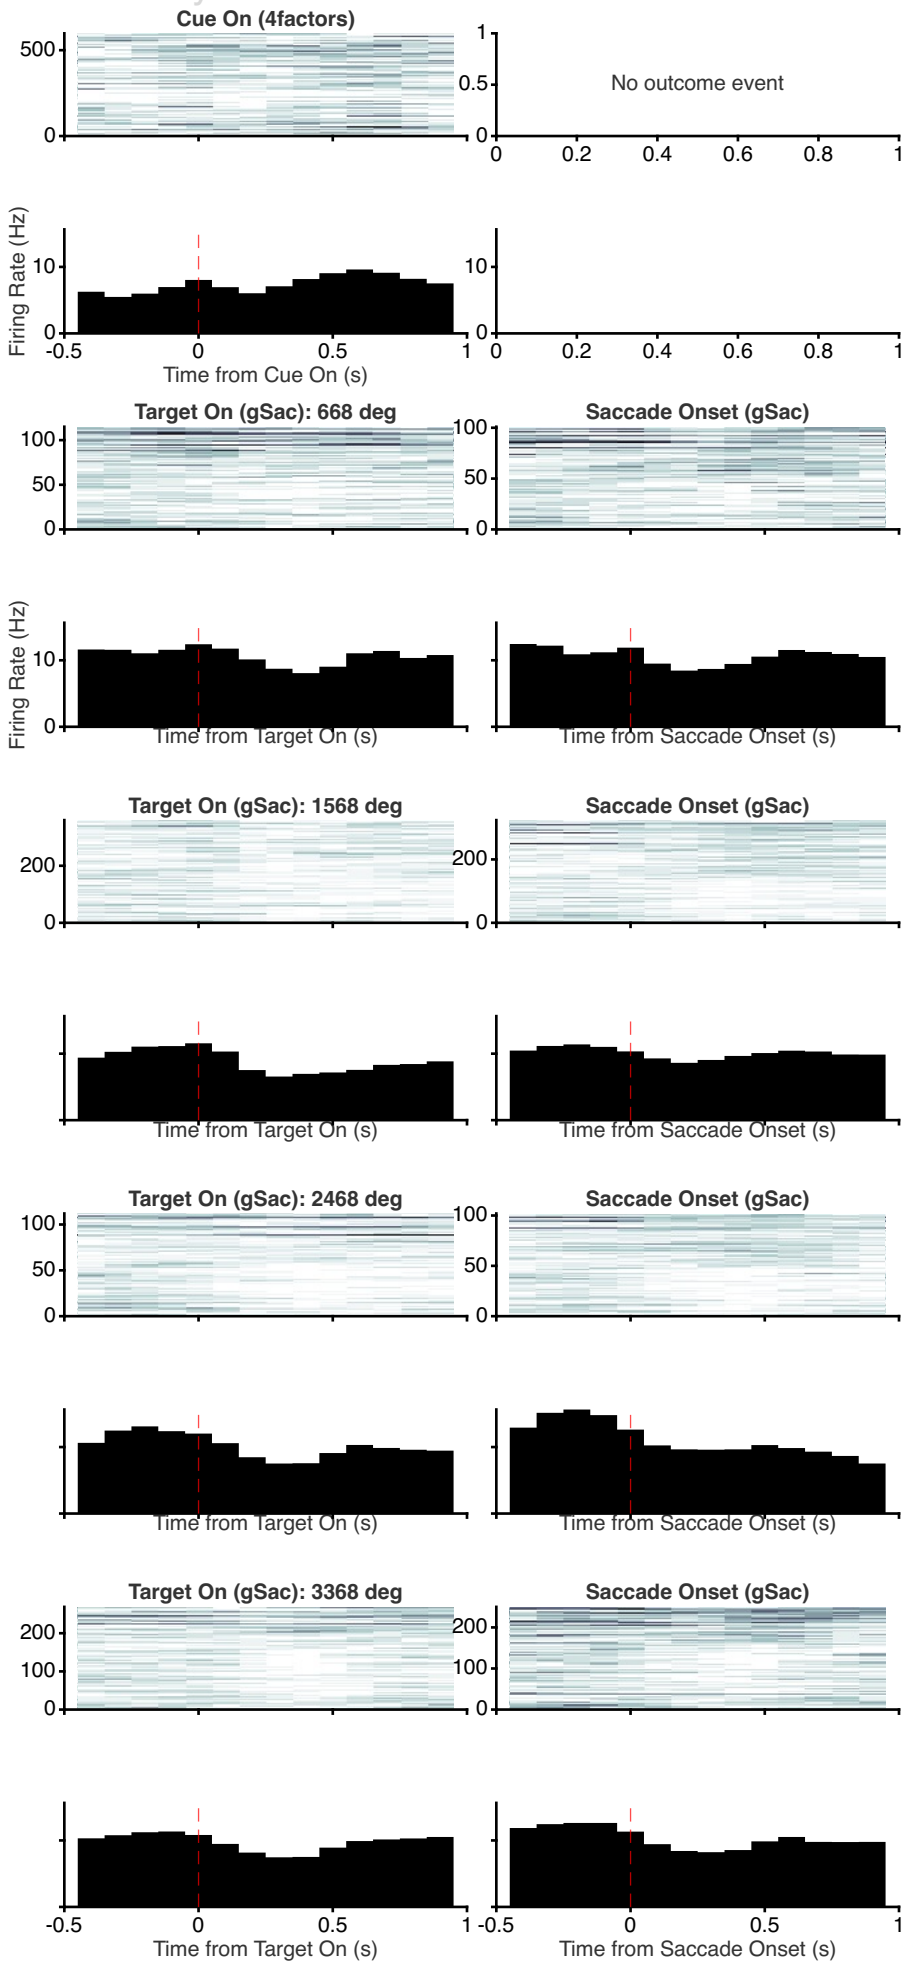 Cue On (4factors)
500
0
1
0.5
0
No outcome event
0 0.2 0.4 0.6 0.8 1
Firing Rate (Hz)
10
0
-0.5 0 0.5 1
Time from Cue On (s)
10
0
0 0.2 0.4 0.6 0.8 1
Target On (gSac): 668 deg
100
50
0
Saccade Onset (gSac)
100
50
0
Firing Rate (Hz)
10
0
Time from Target On (s)
Time from Saccade Onset (s)
Target On (gSac): 1568 deg
200
0
Saccade Onset (gSac)
200
0
Time from Target On (s)
Time from Saccade Onset (s)
Target On (gSac): 2468 deg
100
50
0
Saccade Onset (gSac)
100
50
0
Time from Target On (s)
Time from Saccade Onset (s)
Target On (gSac): 3368 deg
200
100
0
Saccade Onset (gSac)
200
100
0
-0.5 0 0.5 1
Time from Target On (s)
-0.5 0 0.5 1
Time from Saccade Onset (s)